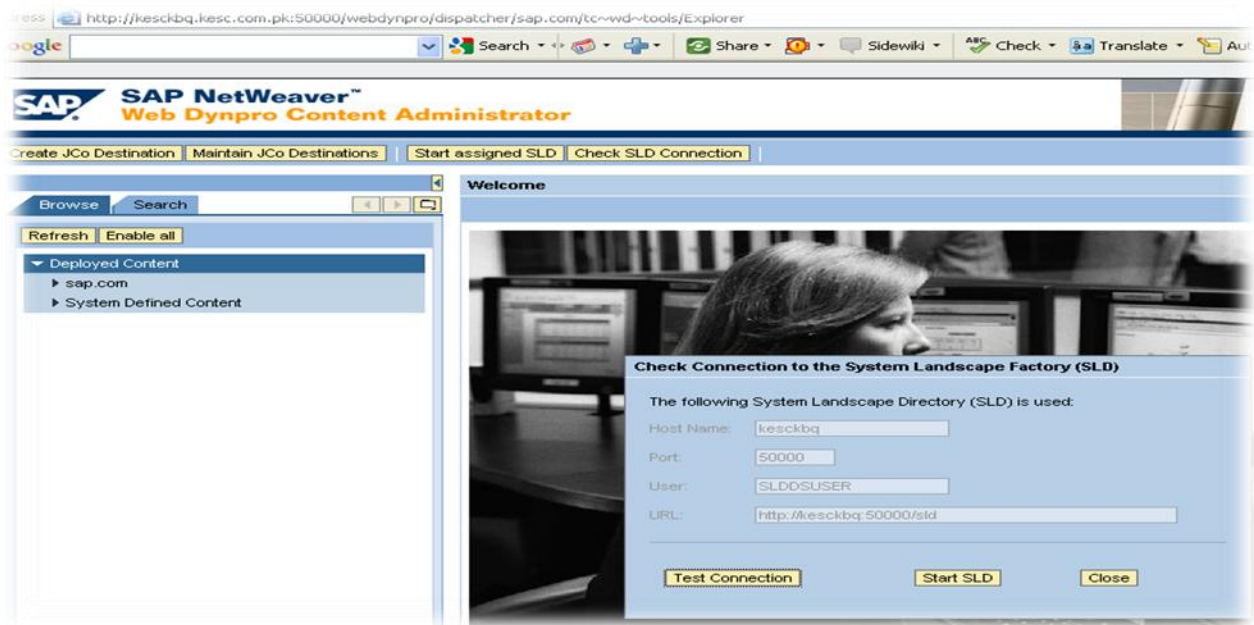 ress http://kesckbq.kesc.com.pk:50000/webdynpro/dispatcher/sap.com/tc~wd~tools/Explorer
oogle Search Share Sidewiki ABC Check Translate Au
SAP SAP NetWeaver™
Web Dynpro Content Administrator
Create JCo Destination Maintain JCo Destinations Start assigned SLD Check SLD Connection
Welcome
Browse Search
Refresh Enable all
Deployed Content
sap.com
System Defined Content
Check Connection to the System Landscape Factory (SLD)
The following System Landscape Directory (SLD) is used:
Host Name: kesckbq
Port: 50000
User: SLDDSUSER
URL: http://kesckbq:50000/sld
Test Connection Start SLD Close